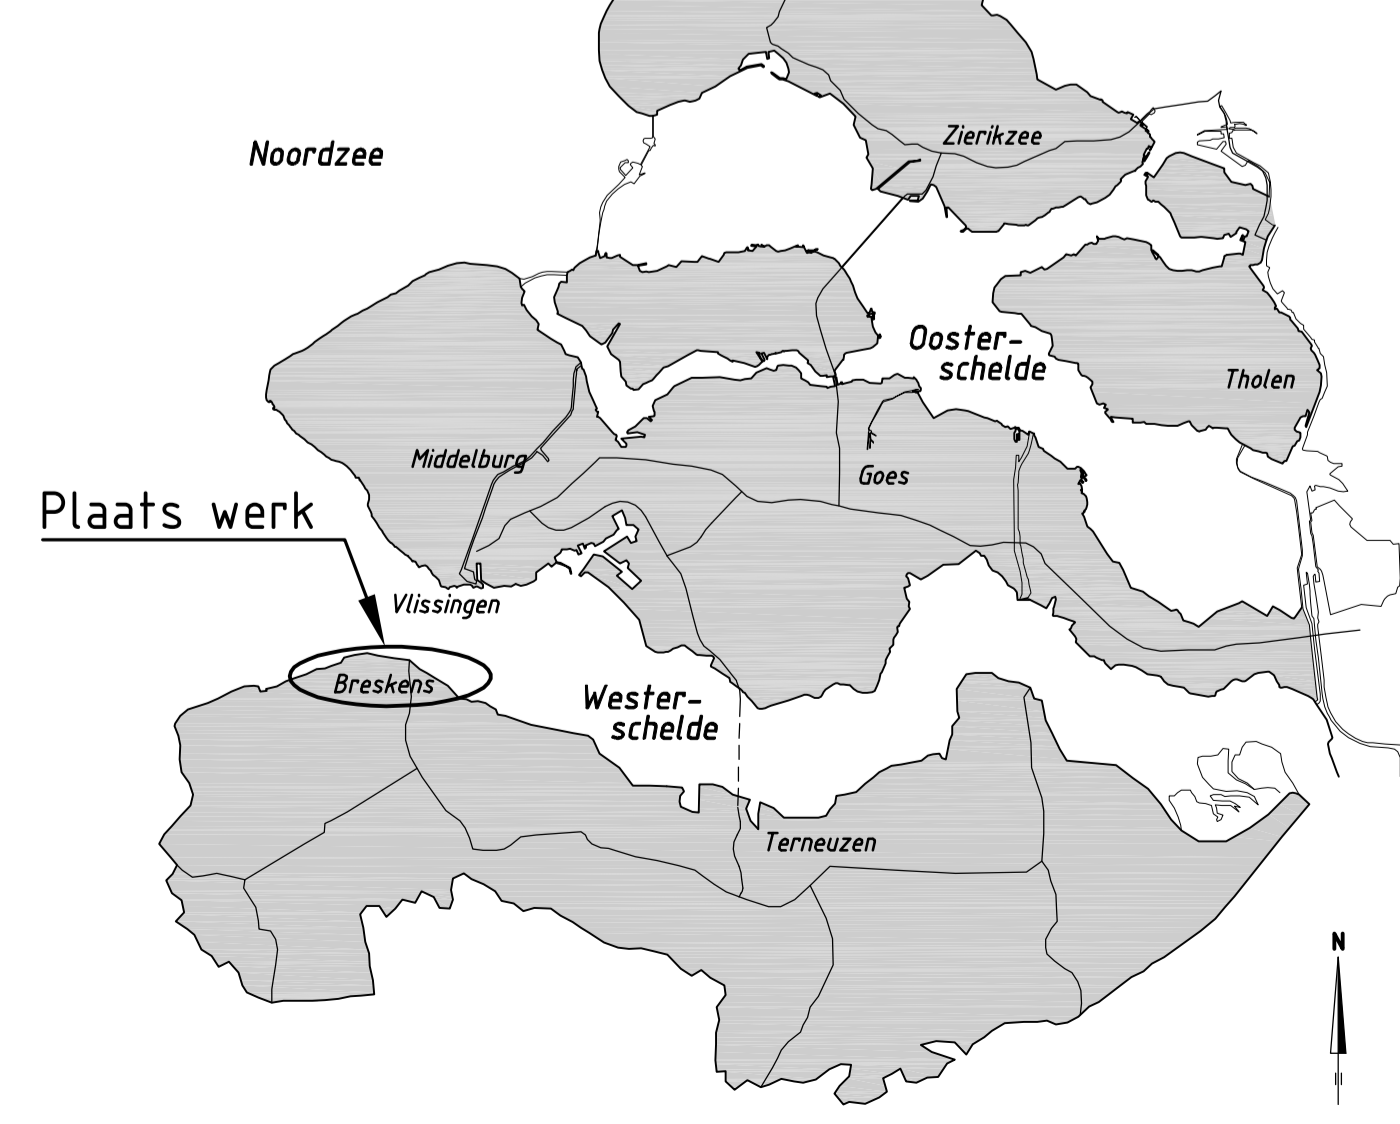 Noordzee
Zierikzee
Ooster-
schelde
Tholen
Middelburg
Goes
Plaats werk
Vlissingen
Breskens
Wester-
schelde
Terneuzen
N